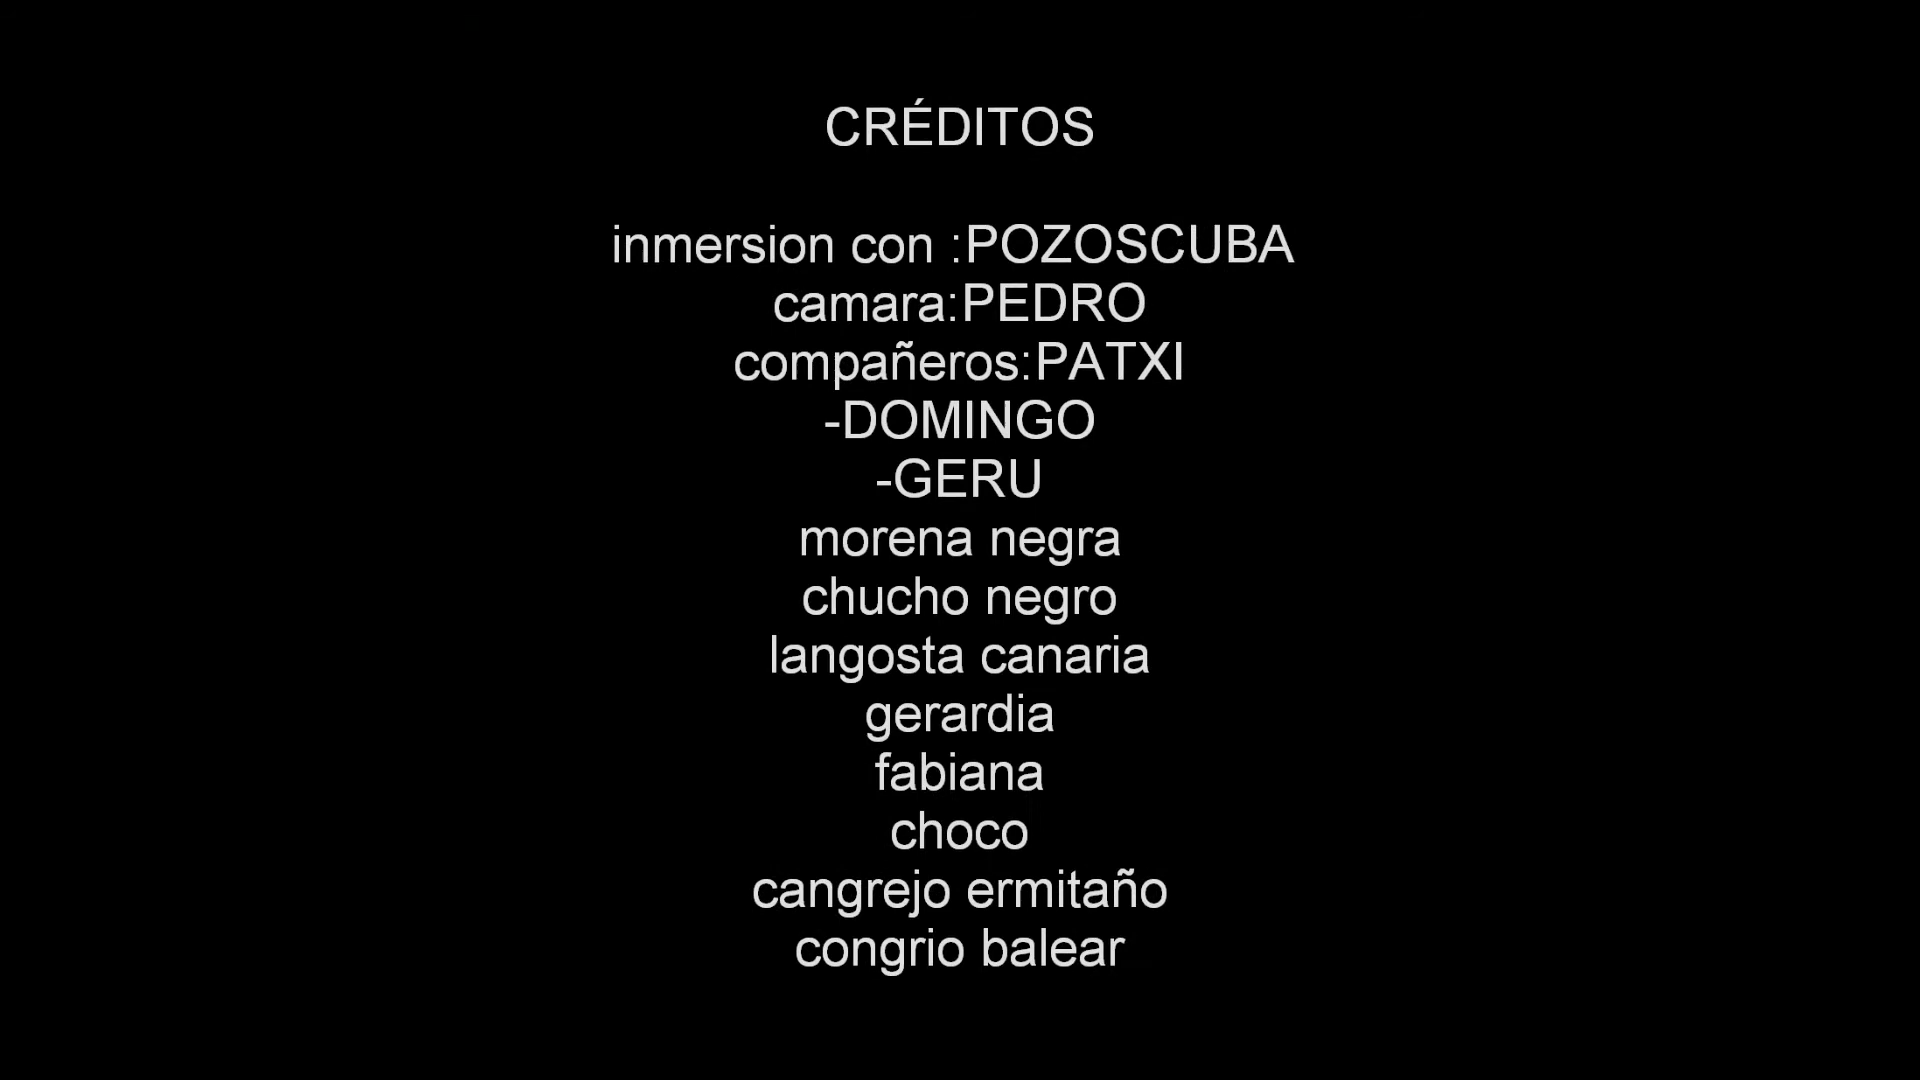 CRÉDITOS
inmersion con :POZOSCUBA
camara:PEDRO
compañeros:PATXI
-DOMINGO
-GERU
morena negra
chucho negro
langosta canaria
gerardia
fabiana
choco
cangrejo ermitaño
congrio balear